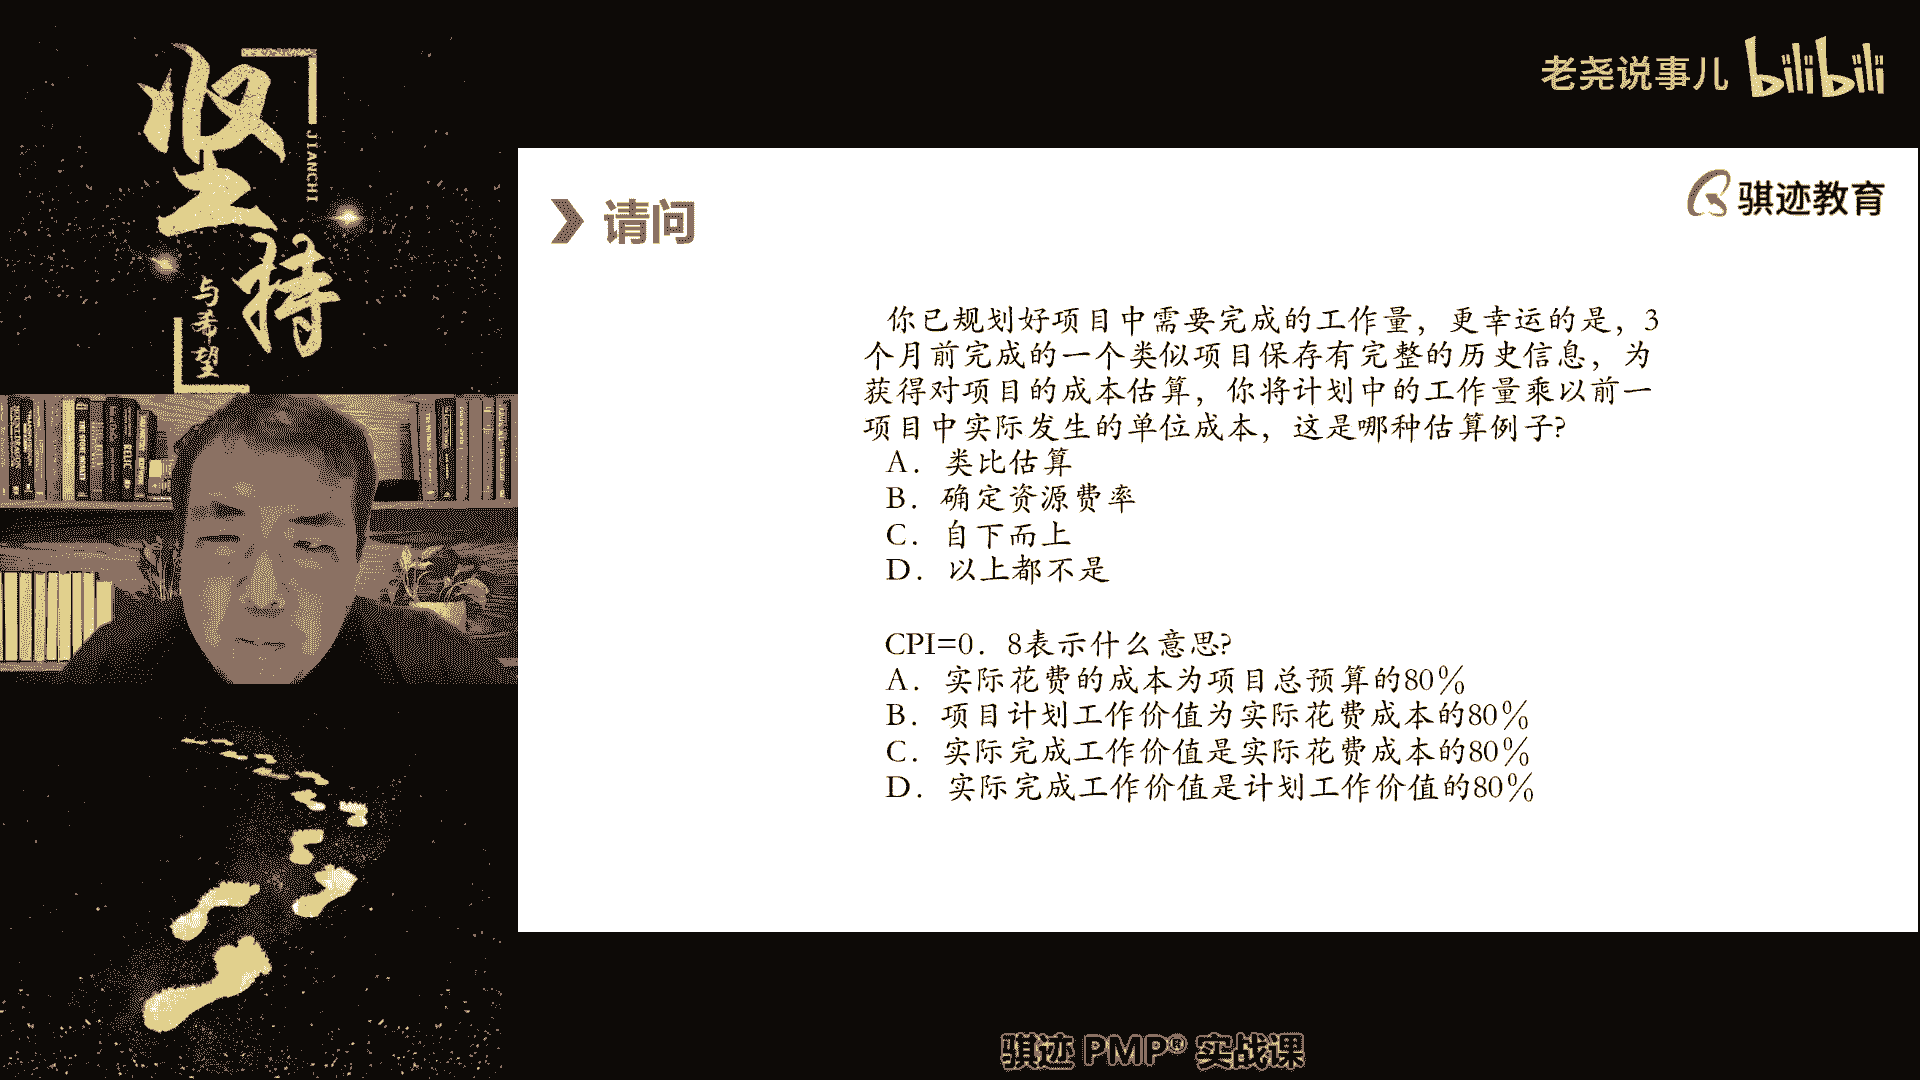 坚持
JIANCHI
与希望
老尧说事儿 bilibili
骐迹教育
请问
你已规划好项目中需要完成的工作量，更幸运的是，3
个月前完成的一个类似项目保存有完整的历史信息，为
获得对项目的成本估算，你将计划中的工作量乘以前一
项目中实际发生的单位成本，这是哪种估算例子?
A．类比估算
B．确定资源费率
C．自下而上
D．以上都不是
CPI=0．8表示什么意思?
A．实际花费的成本为项目总预算的80%
B．项目计划工作价值为实际花费成本的80%
C．实际完成工作价值是实际花费成本的80%
D．实际完成工作价值是计划工作价值的80%
骐迹 PMP® 实战课